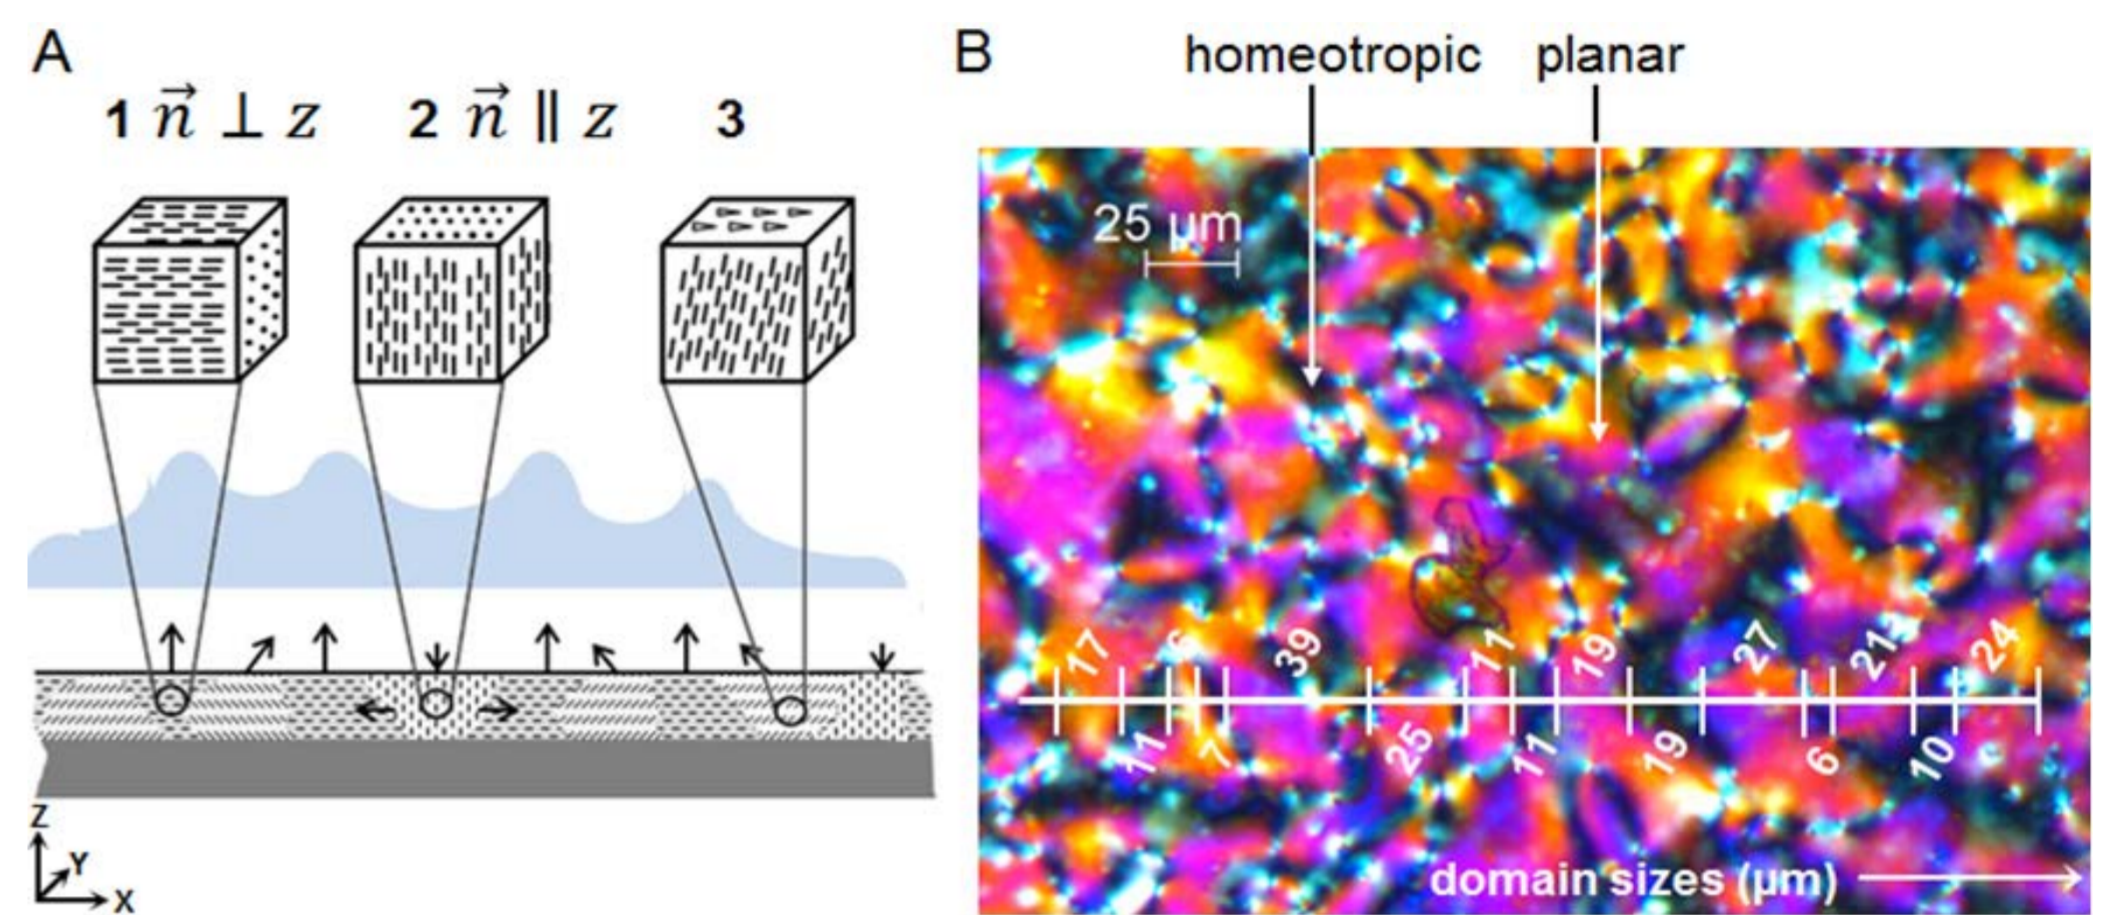 A
1 n⃗ ⊥ z
2 n⃗ ∥ z
3
Z
Y
X
B
homeotropic
planar
25 µm
17
11
6
7
39
25
11
11
19
19
27
6
21
10
24
domain sizes (µm)